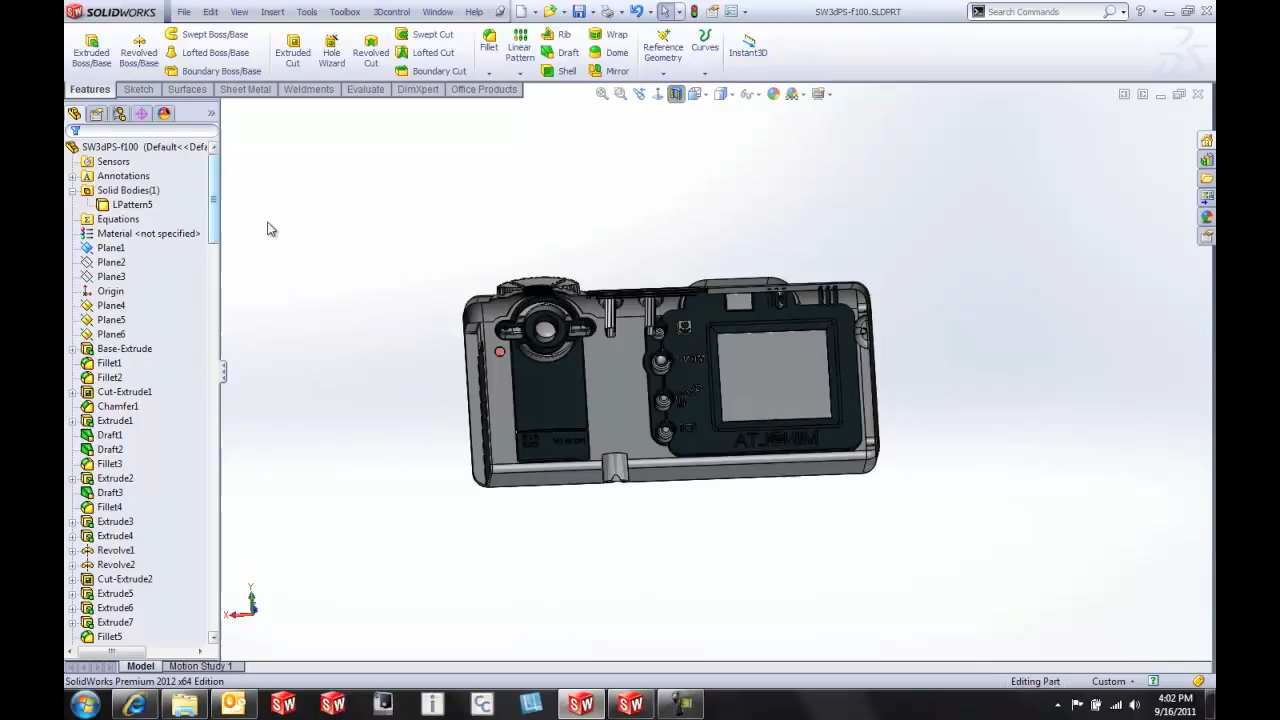 SOLIDWORKS File Edit View Insert Tools Toolbox 3Dcontrol Window Help SW3dPS-f100.SLDPRT Search Commands
Extruded Boss/Base
Revolved Boss/Base
Swept Boss/Base
Lofted Boss/Base
Boundary Boss/Base
Extruded Cut
Hole Wizard
Revolved Cut
Swept Cut
Lofted Cut
Boundary Cut
Fillet
Linear Pattern
Rib
Draft
Shell
Wrap
Dome
Mirror
Reference Geometry
Curves
Instant3D
Features Sketch Surfaces Sheet Metal Weldments Evaluate DimXpert Office Products
SW3dPS-f100 (Default<<Defa
Sensors
Annotations
Solid Bodies(1)
LPattern5
Equations
Material <not specified>
Plane1
Plane2
Plane3
Origin
Plane4
Plane5
Plane6
Base-Extrude
Fillet1
Fillet2
Cut-Extrude1
Chamfer1
Extrude1
Draft1
Draft2
Fillet3
Extrude2
Draft3
Fillet4
Extrude3
Extrude4
Revolve1
Revolve2
Cut-Extrude2
Extrude5
Extrude6
Extrude7
Fillet5
Y
X
Model Motion Study 1
SolidWorks Premium 2012 x64 Edition Editing Part Custom
4:02 PM
9/16/2011